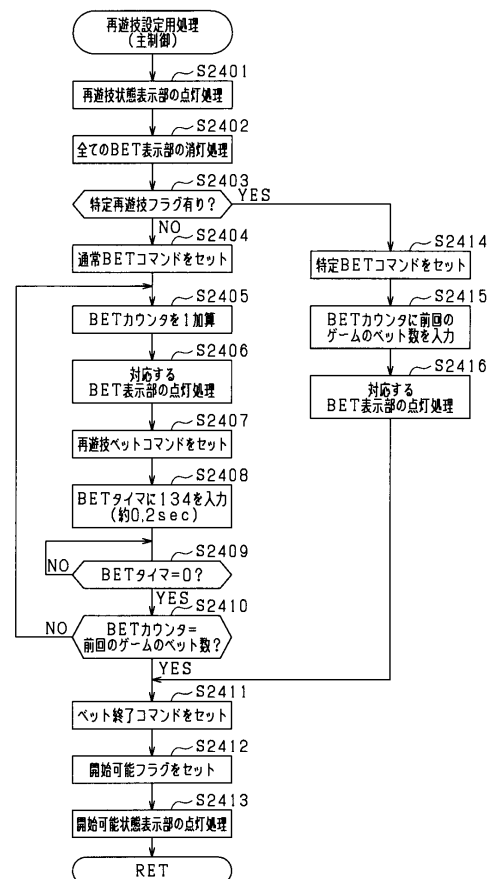 再遊技設定用処理
(主制御)
S2401
再遊技状態表示部の点灯処理
S2402
全てのBET表示部の消灯処理
S2403
特定再遊技フラグ有り?
YES
NO
S2404
通常BETコマンドをセット
S2405
BETカウンタを1加算
S2406
対応する
BET表示部の点灯処理
S2407
再遊技ベットコマンドをセット
S2408
BETタイマに134を入力
(約0,2sec)
S2409
NO
BETタイマ=0?
YES
S2410
NO
BETカウンタ=
前回のゲームのベット数?
YES
S2414
特定BETコマンドをセット
S2415
BETカウンタに前回の
ゲームのベット数を入力
S2416
対応する
BET表示部の点灯処理
S2411
ベット終了コマンドをセット
S2412
開始可能フラグをセット
S2413
開始可能状態表示部の点灯処理
RET